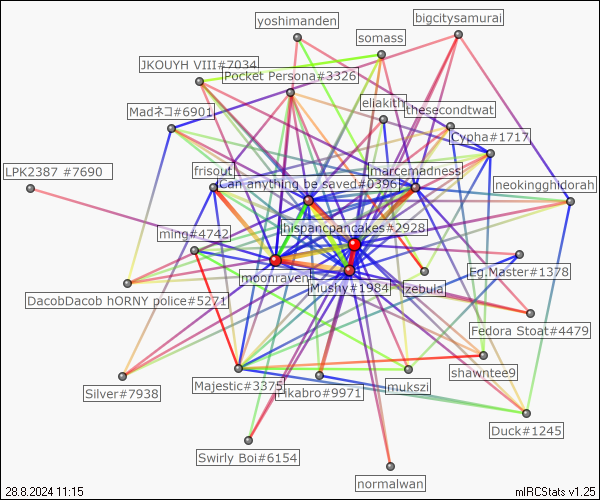 yoshimanden
bigcitysamurai
somass
JKOUYH VIII#7034
Pocket Persona#3326
eliakith
thesecondtwat
Madネコ#6901
Cypha#1717
LPK2387 #7690
frisout
marcemadness
Can anything be saved#0396
neokingghidorah
ming#4742
hispancpancakes#2928
moonraven
Mushy#1984
zebula
Eg.Master#1378
DacobDacob hORNY police#5271
Fedora Stoat#4479
shawntee9
Silver#7938
Majestic#3375
Pikabro#9971
mukszi
Duck#1245
Swirly Boi#6154
normalwan
28.8.2024 11:15
mIRCStats v1.25